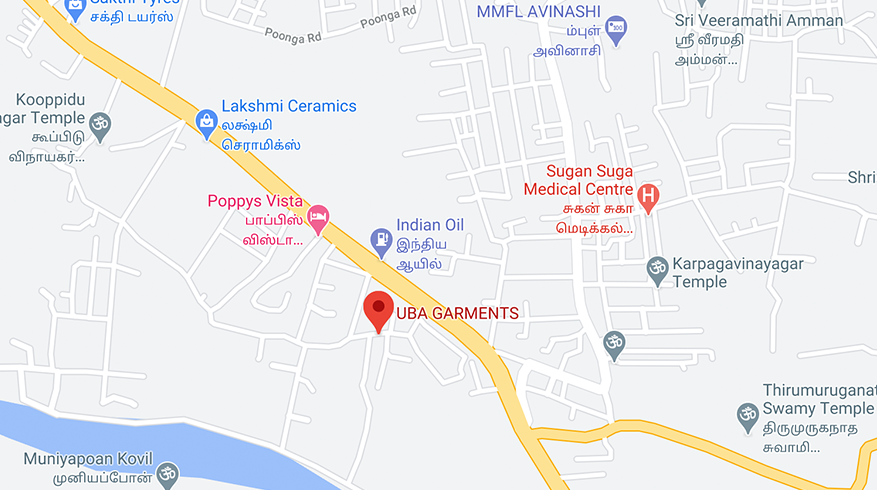 Sakthi Tyres
சக்தி டயர்ஸ்
Poonga Rd
Poonga Rd
MMFL AVINASHI
ம்புள்
அவினாசி
Sri Veeramathi Amman
ஸ்ரீ வீரமதி
அம்மன்...
Kooppidu
agar Temple
கூப்பிடு
விநாயகர்...
Lakshmi Ceramics
லக்ஷ்மி
செராமிக்ஸ்
Poppys Vista
பாப்பிஸ்
விஸ்டா...
Indian Oil
இந்திய
ஆயில்
Sugan Suga
Medical Centre
சுகன் சுகா
மெடிக்கல்...
H
Shri
Karpagavinayagar
Temple
UBA GARMENTS
Thirumuruganat
Swamy Temple
திருமுருகநாத
சுவாமி...
Muniyapoan Kovil
முனியப்போன்